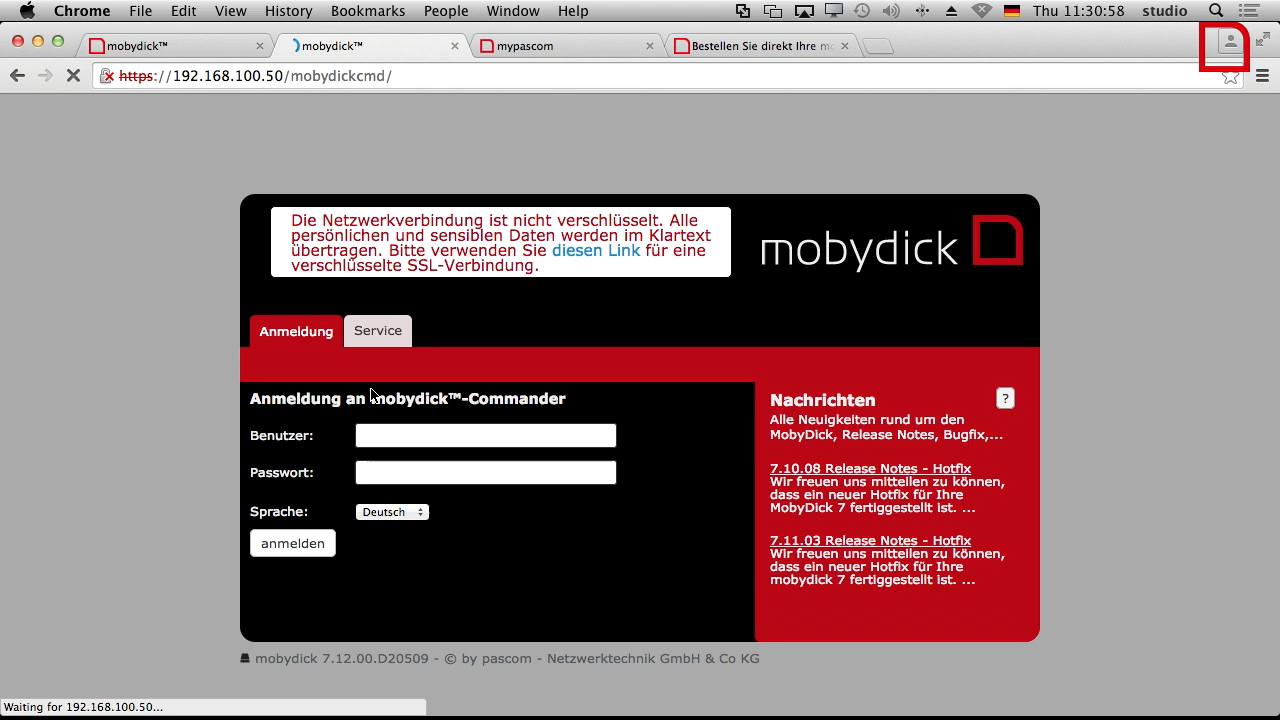 Chrome File Edit View History Bookmarks People Window Help Thu 11:30:58 studio
mobydick™ mobydick™ mypascom Bestellen Sie direkt Ihre mo
https://192.168.100.50/mobydickcmd/
Die Netzwerkverbindung ist nicht verschlüsselt. Alle
persönlichen und sensiblen Daten werden im Klartext
übertragen. Bitte verwenden Sie diesen Link für eine
verschlüsselte SSL-Verbindung.
mobydick
Anmeldung Service
Anmeldung an mobydick™-Commander
Benutzer:
Passwort:
Sprache: Deutsch
anmelden
Nachrichten ?
Alle Neuigkeiten rund um den
MobyDick, Release Notes, Bugfix,...
7.10.08 Release Notes - Hotfix
Wir freuen uns mitteilen zu können,
dass ein neuer Hotfix für Ihre
MobyDick 7 fertiggestellt ist. ...
7.11.03 Release Notes - Hotfix
Wir freuen uns mitteilen zu können,
dass ein neuer Hotfix für Ihre
mobydick 7 fertiggestellt ist. ...
mobydick 7.12.00.D20509 - © by pascom - Netzwerktechnik GmbH & Co KG
Waiting for 192.168.100.50...